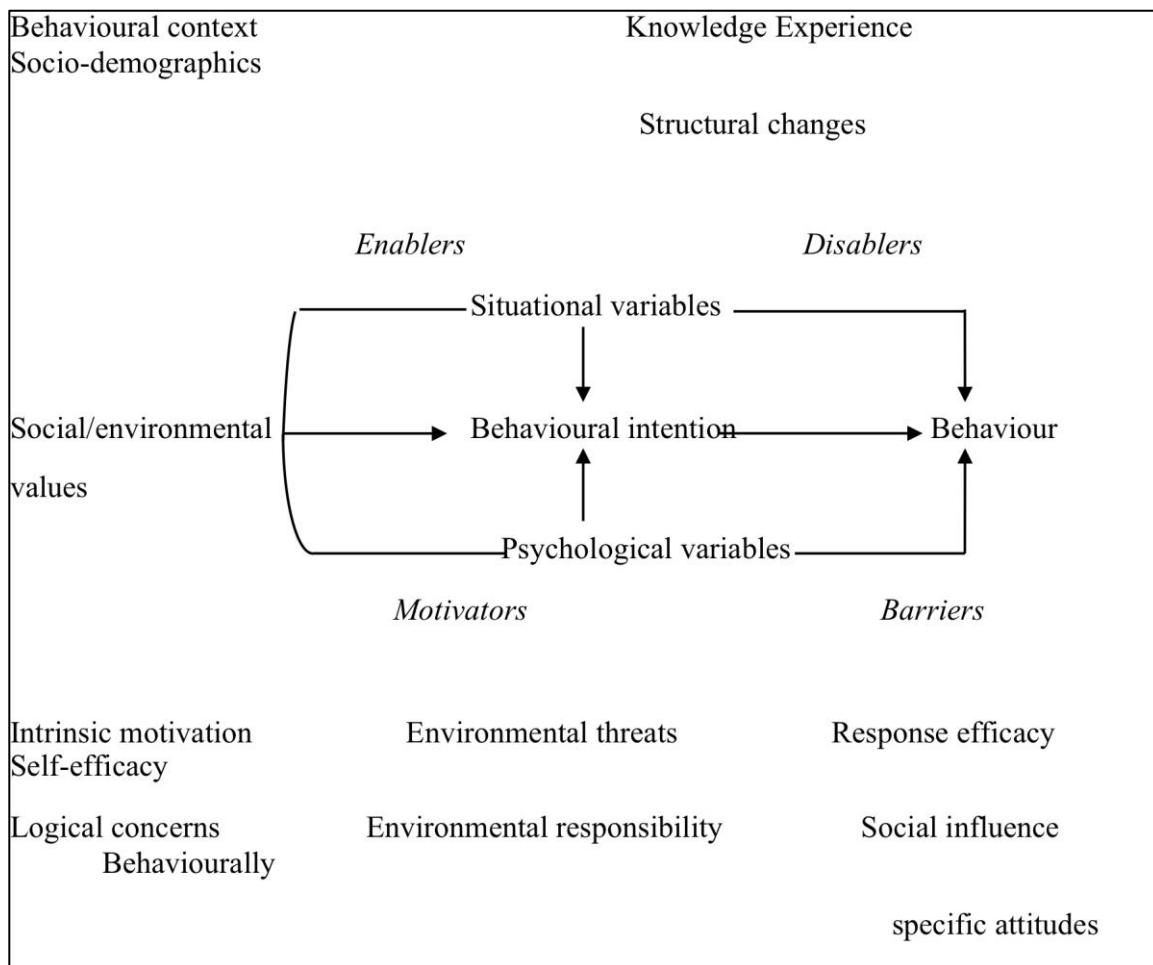 Behavioural context Knowledge Experience
Socio-demographics
Structural changes
Enablers Disablers
Situational variables
Social/environmental Behavioural intention Behaviour
values
Psychological variables
Motivators Barriers
Intrinsic motivation Environmental threats Response efficacy
Self-efficacy
Logical concerns Environmental responsibility Social influence
Behaviourally
specific attitudes